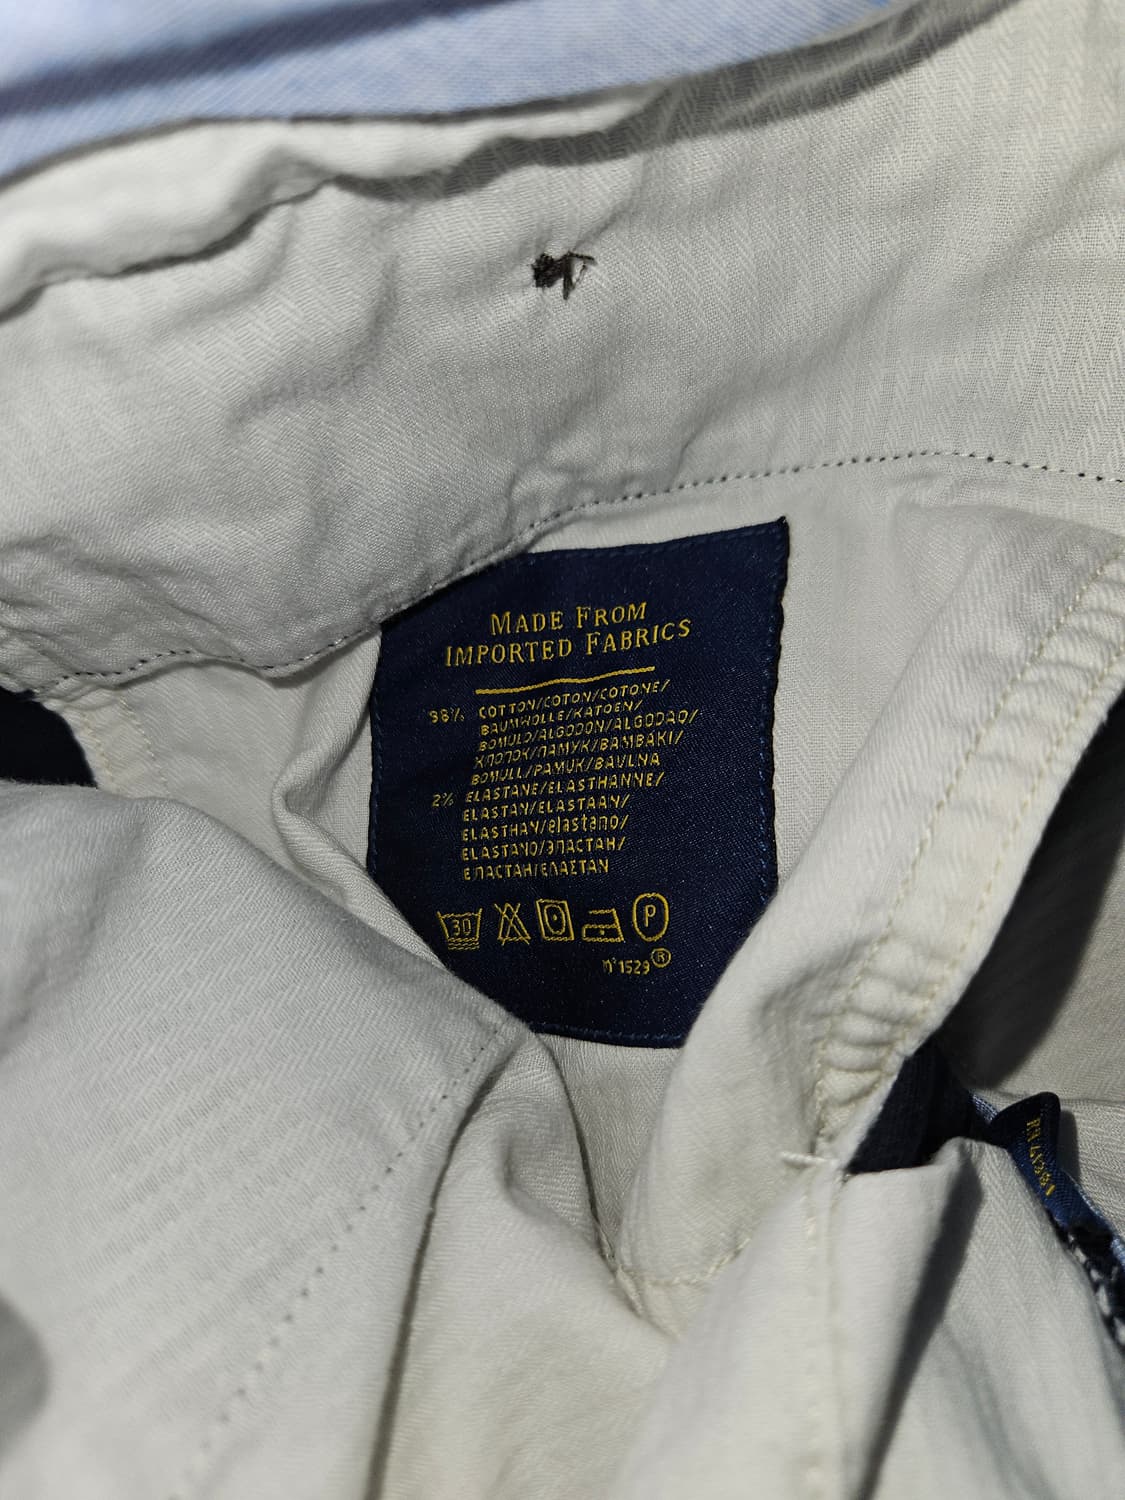 MADE FROM
IMPORTED FABRICS
98% COTTON/COTON/COTONE/
BAUMWOLLE/KATOEN/
BOMULD/ALGODON/ALGODAO/
ХЛОПОК/ПАМУК/BAMBAKI/
BOMULL/PAMUK/BAVLNA
2% ELASTANE/ELASTHANNE/
ELASTAN/ELASTAAN/
ELASTHAN/elastano/
ELASTANO/ЭЛАСТАН/
ЕЛАСТАН/ΕΛΑΣΤΑΝ
30 P
N°1529®